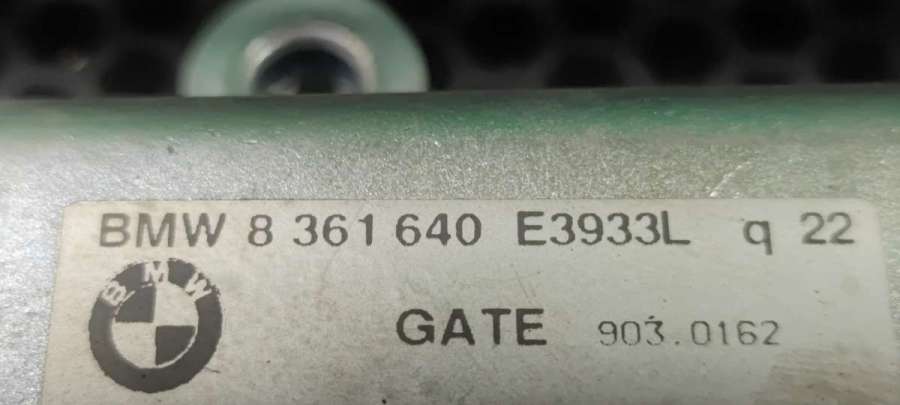 BMW 8 361 640 E3933L q 22
BMW
GATE 903.0162